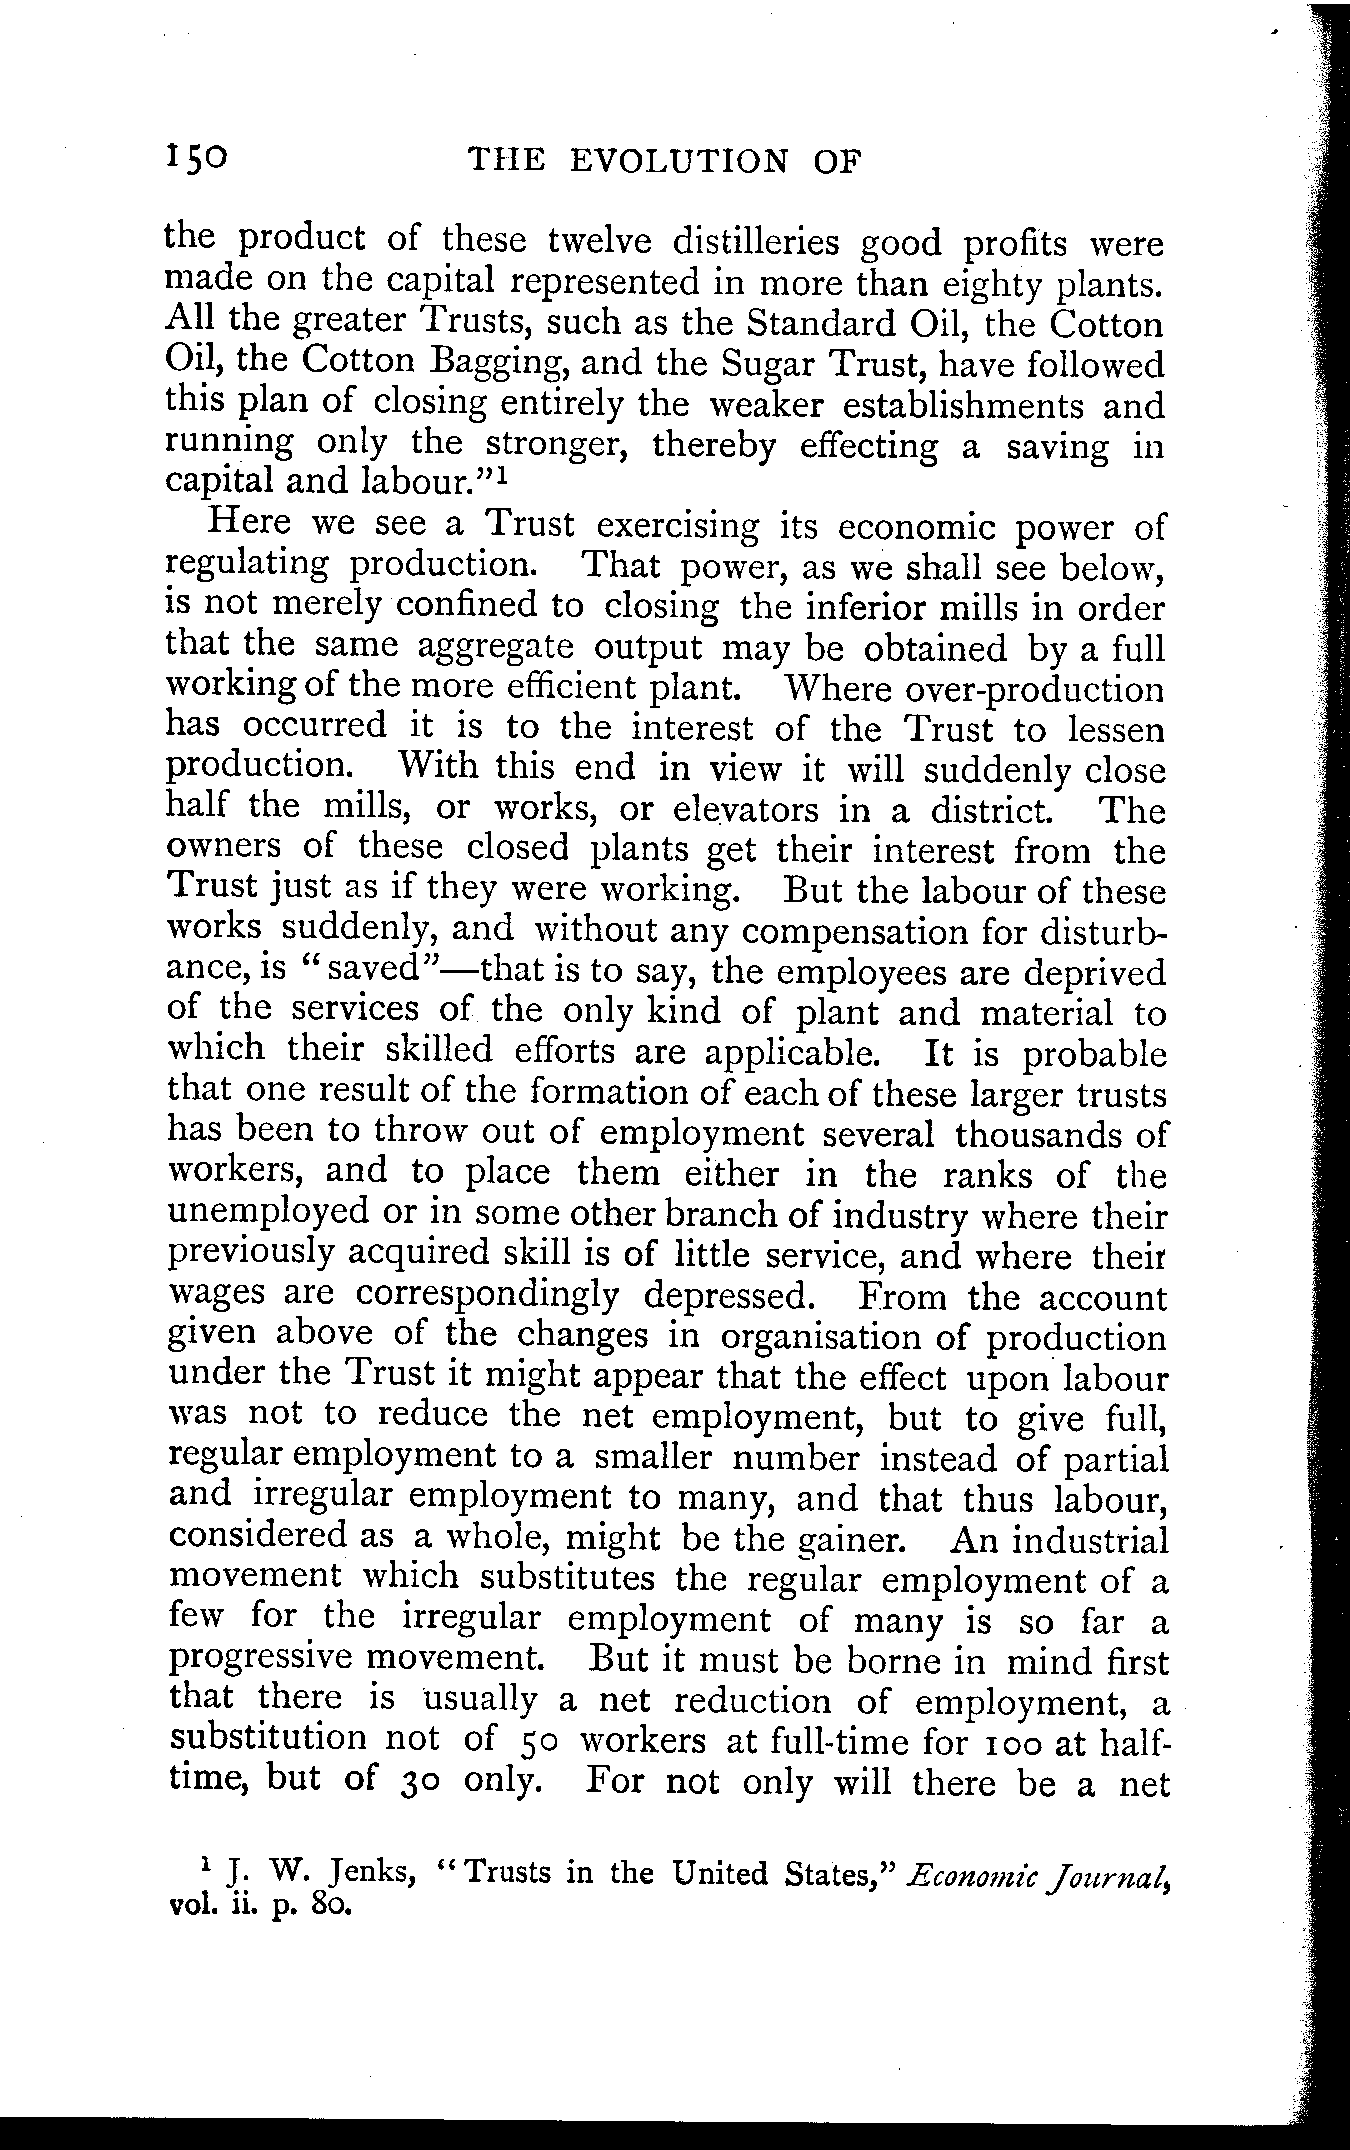 150 THE EVOLUTION OF
the product of these twelve distilleries good profits were
made on the capital represented in more than eighty plants.
All the greater Trusts, such as the Standard Oil, the Cotton
Oil, the Cotton Bagging, and the Sugar Trust, have followed
this plan of closing entirely the weaker establishments and
running only the stronger, thereby effecting a saving in
capital and labour."¹
Here we see a Trust exercising its economic power of
regulating production. That power, as we shall see below,
is not merely confined to closing the inferior mills in order
that the same aggregate output may be obtained by a full
working of the more efficient plant. Where over-production
has occurred it is to the interest of the Trust to lessen
production. With this end in view it will suddenly close
half the mills, or works, or elevators in a district. The
owners of these closed plants get their interest from the
Trust just as if they were working. But the labour of these
works suddenly, and without any compensation for disturb-
ance, is "saved"—that is to say, the employees are deprived
of the services of the only kind of plant and material to
which their skilled efforts are applicable. It is probable
that one result of the formation of each of these larger trusts
has been to throw out of employment several thousands of
workers, and to place them either in the ranks of the
unemployed or in some other branch of industry where their
previously acquired skill is of little service, and where their
wages are correspondingly depressed. From the account
given above of the changes in organisation of production
under the Trust it might appear that the effect upon labour
was not to reduce the net employment, but to give full,
regular employment to a smaller number instead of partial
and irregular employment to many, and that thus labour,
considered as a whole, might be the gainer. An industrial
movement which substitutes the regular employment of a
few for the irregular employment of many is so far a
progressive movement. But it must be borne in mind first
that there is usually a net reduction of employment, a
substitution not of 50 workers at full-time for 100 at half-
time, but of 30 only. For not only will there be a net
¹ J. W. Jenks, "Trusts in the United States," Economic Journal,
vol. ii. p. 80.